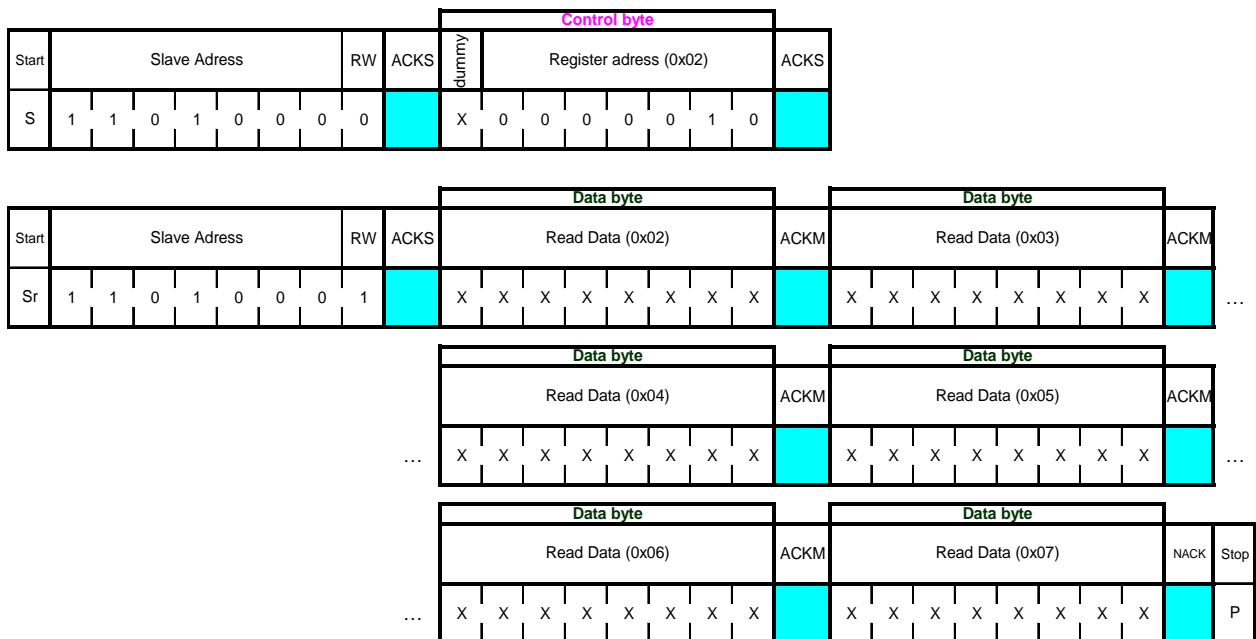 Control byte
Start Slave Adress RW ACKS dummy Register adress (0x02) ACKS
S 1 1 0 1 0 0 0 0 X 0 0 0 0 0 1 0
Data byte Data byte
Start Slave Adress RW ACKS Read Data (0x02) ACKM Read Data (0x03) ACKM
Sr 1 1 0 1 0 0 0 1 X X X X X X X X X X X X X X X X …
Data byte Data byte
Read Data (0x04) ACKM Read Data (0x05) ACKM
… X X X X X X X X X X X X X X X X …
Data byte Data byte
Read Data (0x06) ACKM Read Data (0x07) NACK Stop
… X X X X X X X X X X X X X X X X P